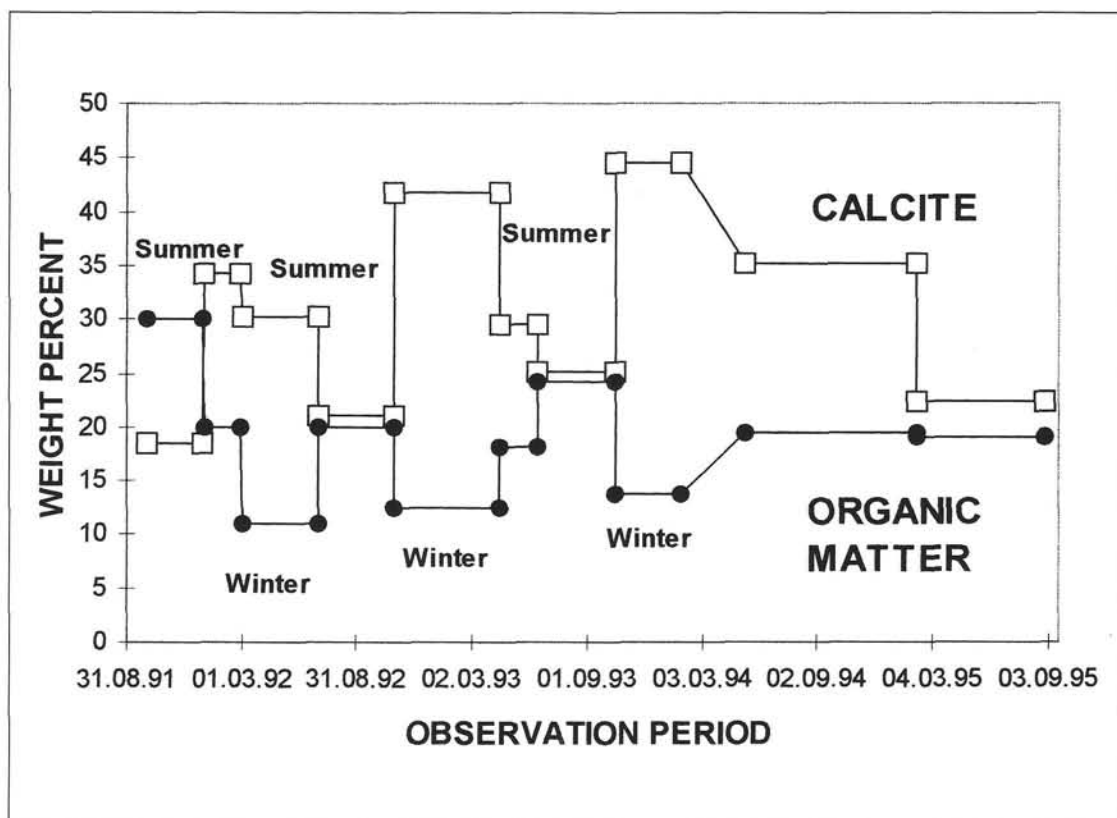 50
45
CALCITE
40
Summer
Summer
35
Summer
WEIGHT PERCENT
30
25
20
15
ORGANIC
MATTER
10
Winter
Winter
Winter
5
0
31.08.91 01.03.92 31.08.92 02.03.93 01.09.93 03.03.94 02.09.94 04.03.95 03.09.95
OBSERVATION PERIOD